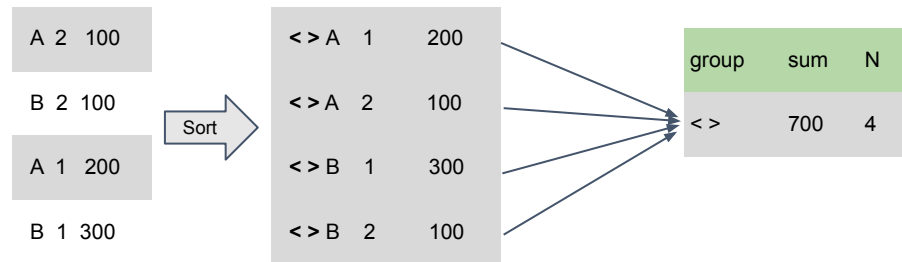 A 2 100
B 2 100
A 1 200
B 1 300
Sort
< > A 1 200
< > A 2 100
< > B 1 300
< > B 2 100
group sum N
< > 700 4